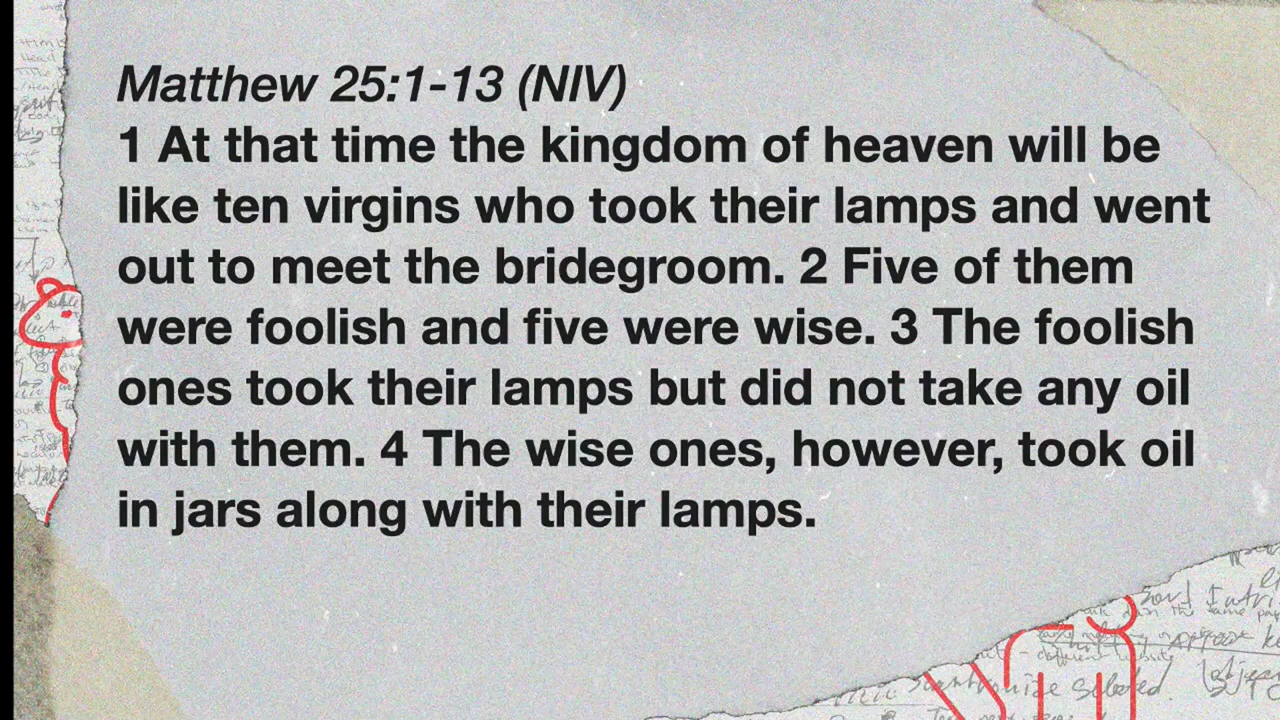 Matthew 25:1-13 (NIV)
1 At that time the kingdom of heaven will be
like ten virgins who took their lamps and went
out to meet the bridegroom. 2 Five of them
were foolish and five were wise. 3 The foolish
ones took their lamps but did not take any oil
with them. 4 The wise ones, however, took oil
in jars along with their lamps.